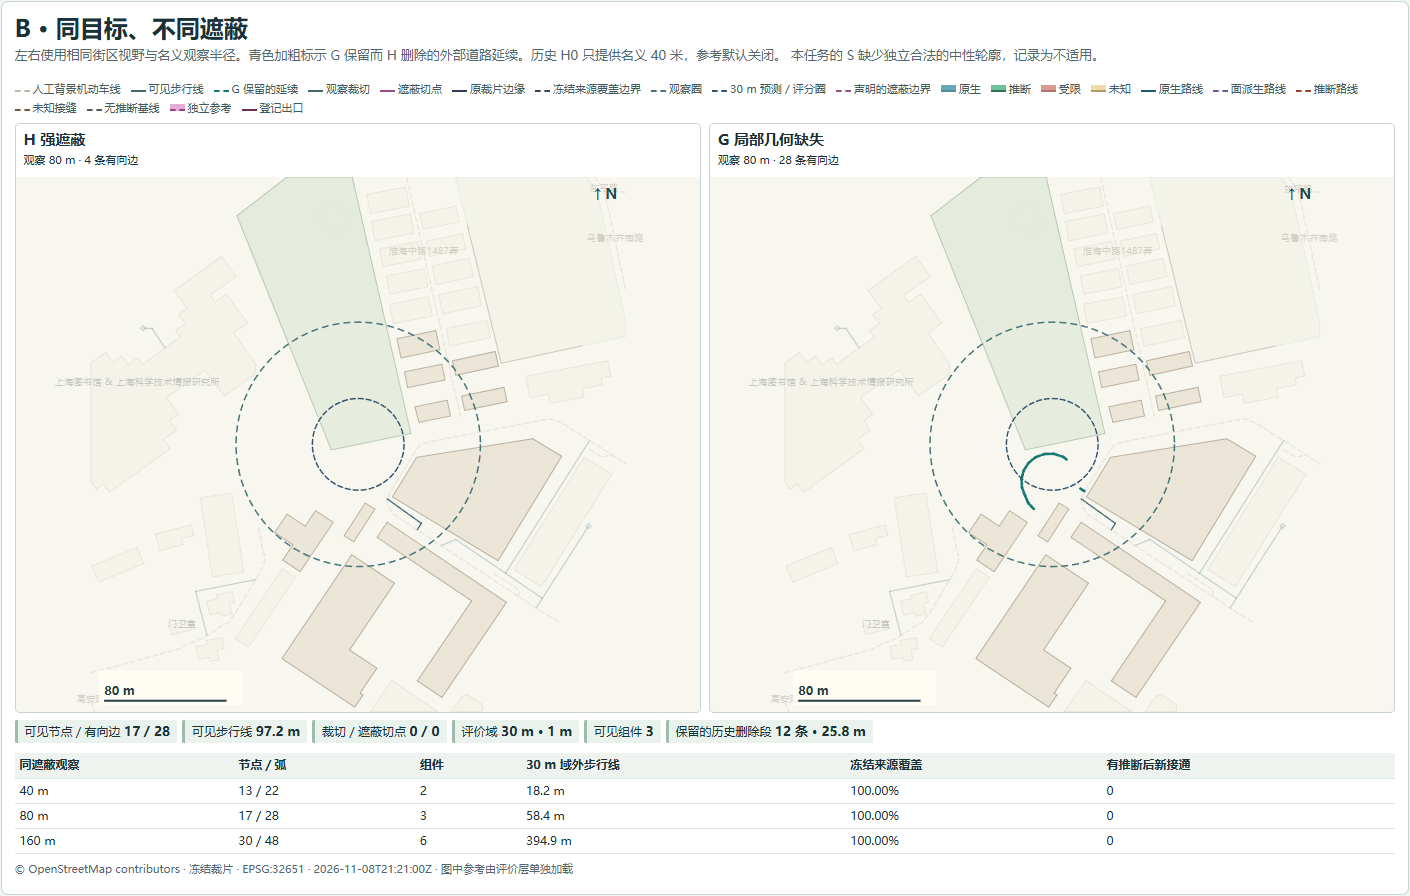 B • 同目标、不同遮蔽
左右使用相同街区视野与名义观察半径。青色加粗标示 G 保留而 H 删除的外部道路延续。历史 H0 只提供名义 40 米，参考默认关闭。 本任务的 S 缺少独立合法的中性轮廓，记录为不适用。
人工背景机动车线 可见步行线 G 保留的延续 观察裁切 遮蔽切点 原裁片边缘 冻结来源覆盖边界 观察圈 30 m 预测 / 评分圈 声明的遮蔽边界 原生 推断 受限 未知 原生路线 面派生路线 推断路线
未知接缝 无推断基线 独立参考 登记出口
H 强遮蔽
观察 80 m · 4 条有向边
↑N
乌鲁木齐南路
淮海中路1487弄
上海图书馆 & 上海科学技术情报研究所
门卫室
80 m
G 局部几何缺失
观察 80 m · 28 条有向边
↑N
乌鲁木齐南路
淮海中路1487弄
上海图书馆 & 上海科学技术情报研究所
门卫室
80 m
可见节点 / 有向边 17 / 28 可见步行线 97.2 m 裁切 / 遮蔽切点 0 / 0 评价域 30 m • 1 m 可见组件 3 保留的历史删除段 12 条 • 25.8 m
同遮蔽观察 节点 / 弧 组件 30 m 域外步行线 冻结来源覆盖 有推断后新接通
40 m 13 / 22 2 18.2 m 100.00% 0
80 m 17 / 28 3 58.4 m 100.00% 0
160 m 30 / 48 6 394.9 m 100.00% 0
© OpenStreetMap contributors · 冻结裁片 · EPSG:32651 · 2026-11-08T21:21:00Z · 图中参考由评价层单独加载